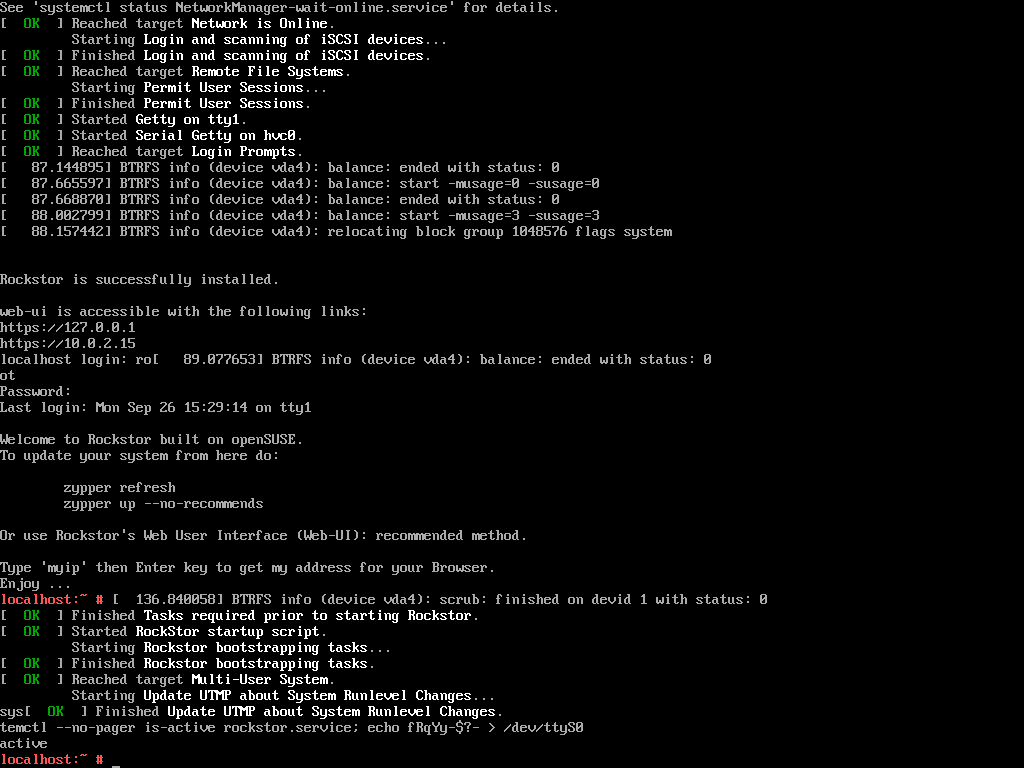 See 'systemctl status NetworkManager-wait-online.service' for details.
[  OK  ] Reached target Network is Online.
         Starting Login and scanning of iSCSI devices...
[  OK  ] Finished Login and scanning of iSCSI devices.
[  OK  ] Reached target Remote File Systems.
         Starting Permit User Sessions...
[  OK  ] Finished Permit User Sessions.
[  OK  ] Started Getty on tty1.
[  OK  ] Started Serial Getty on hvc0.
[  OK  ] Reached target Login Prompts.
[   87.144895] BTRFS info (device vda4): balance: ended with status: 0
[   87.665597] BTRFS info (device vda4): balance: start -musage=0 -susage=0
[   87.668870] BTRFS info (device vda4): balance: ended with status: 0
[   88.002799] BTRFS info (device vda4): balance: start -musage=3 -susage=3
[   88.157442] BTRFS info (device vda4): relocating block group 1048576 flags system
Rockstor is successfully installed.
web-ui is accessible with the following links:
https://127.0.0.1
https://10.0.2.15
localhost login: ro[   89.077653] BTRFS info (device vda4): balance: ended with status: 0
ot
Password:
Last login: Mon Sep 26 15:29:14 on tty1
Welcome to Rockstor built on openSUSE.
To update your system from here do:
        zypper refresh
        zypper up --no-recommends
Or use Rockstor's Web User Interface (Web-UI): recommended method.
Type 'myip' then Enter key to get my address for your Browser.
Enjoy ...
localhost:~ # [  136.840058] BTRFS info (device vda4): scrub: finished on devid 1 with status: 0
[  OK  ] Finished Tasks required prior to starting Rockstor.
[  OK  ] Started RockStor startup script.
         Starting Rockstor bootstrapping tasks...
[  OK  ] Finished Rockstor bootstrapping tasks.
[  OK  ] Reached target Multi-User System.
         Starting Update UTMP about System Runlevel Changes...
sys[  OK  ] Finished Update UTMP about System Runlevel Changes.
temctl --no-pager is-active rockstor.service; echo fRqYy-$?- > /dev/ttyS0
active
localhost:~ # _